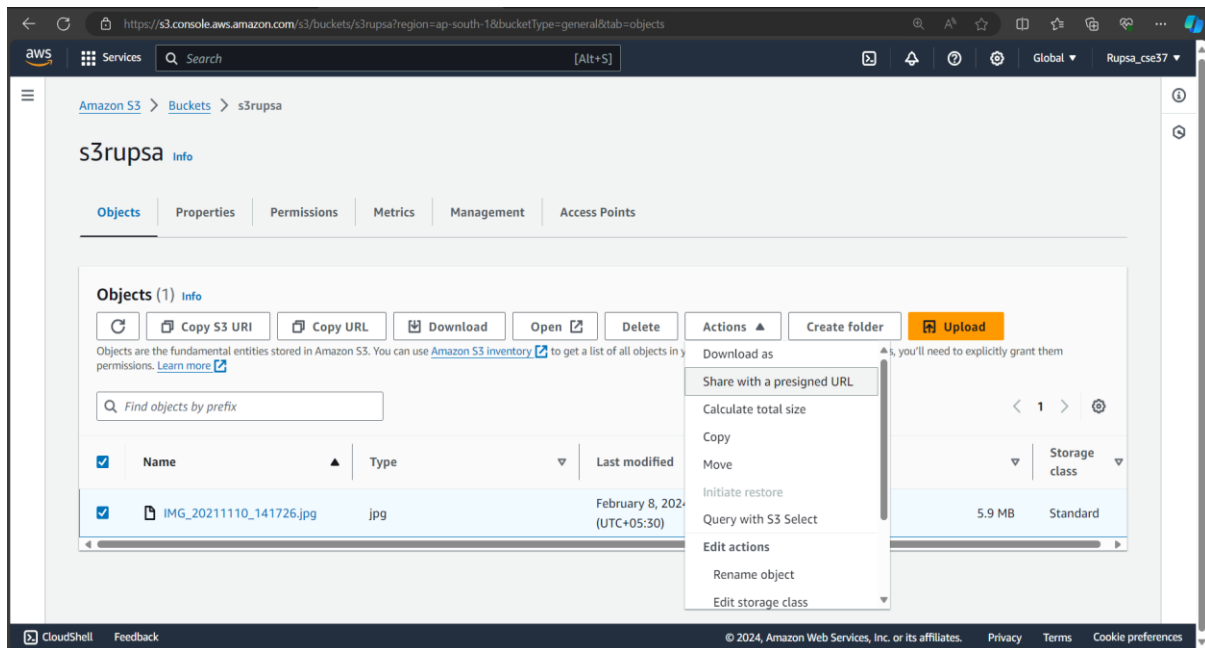 https://s3.console.aws.amazon.com/s3/buckets/s3rupsa?region=ap-south-1&bucketType=general&tab=objects
aws Services Search [Alt+S] Global Rupsa_cse37
Amazon S3 > Buckets > s3rupsa
s3rupsa Info
Objects Properties Permissions Metrics Management Access Points
Objects (1) Info
Copy S3 URI Copy URL Download Open Delete Actions Create folder Upload
Objects are the fundamental entities stored in Amazon S3. You can use Amazon S3 inventory to get a list of all objects in y s, you'll need to explicitly grant them
permissions. Learn more
Find objects by prefix
1
Download as
Share with a presigned URL
Calculate total size
Copy
Move
Initiate restore
Query with S3 Select
Edit actions
Rename object
Edit storage class
Name Type Last modified Storage class
IMG_20211110_141726.jpg jpg February 8, 2024 (UTC+05:30) 5.9 MB Standard
CloudShell Feedback © 2024, Amazon Web Services, Inc. or its affiliates. Privacy Terms Cookie preferences